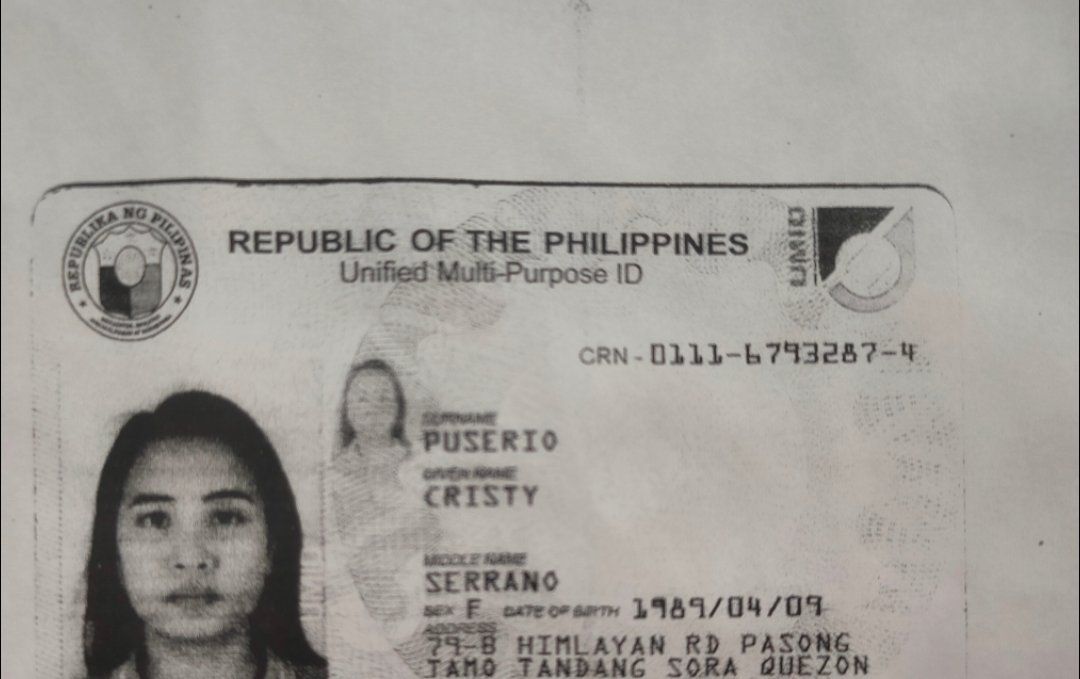 REPUBLIKA NG PILIPINAS
REPUBLIC OF THE PHILIPPINES
Unified Multi-Purpose ID
UMID
CRN - 0111-6793287-4
SURNAME
PUSERIO
GIVEN NAME
CRISTY
MIDDLE NAME
SERRANO
SEX F DATE OF BIRTH 1989/04/09
ADDRESS
79-B HIMLAYAN RD PASONG
TAMO TANDANG SORA QUEZON